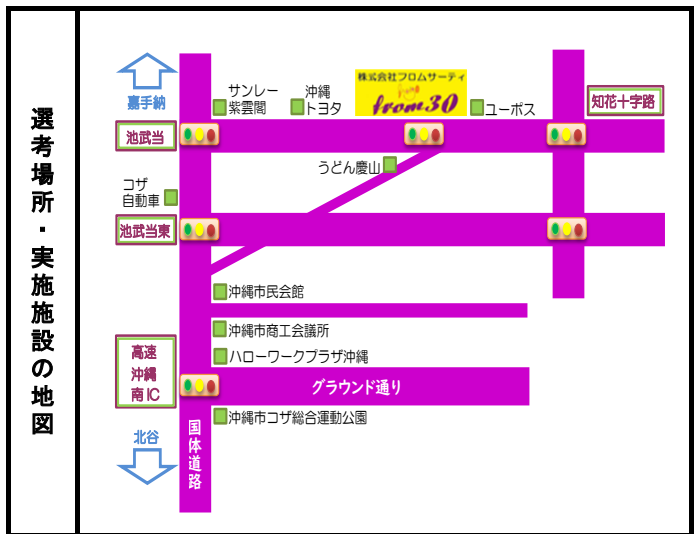 選考場所・実施施設の地図
嘉手納
サンレー
紫雲閣
沖縄
トヨタ
株式会社フロムサーティ
from30
ユーポス
知花十字路
池武当
うどん慶山
コザ
自動車
池武当東
沖縄市民会館
沖縄市商工会議所
ハローワークプラザ沖縄
高速
沖縄
南IC
グラウンド通り
沖縄市コザ総合運動公園
北谷
国体道路